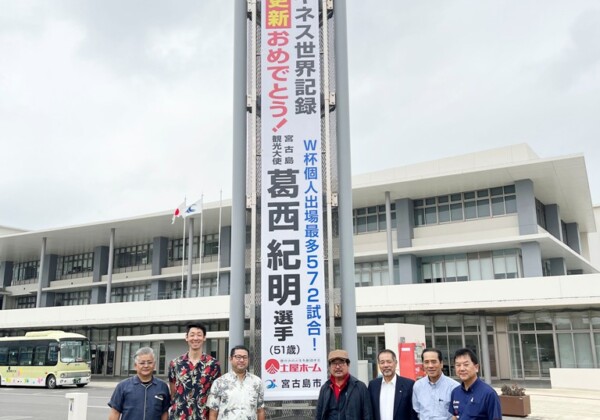 ネス世界記録
更新おめでとう!
W杯個人出場最多572試合!
宮古島
観光大使
葛西 紀明 選手
(51歳)
土屋ホーム
宮古島市